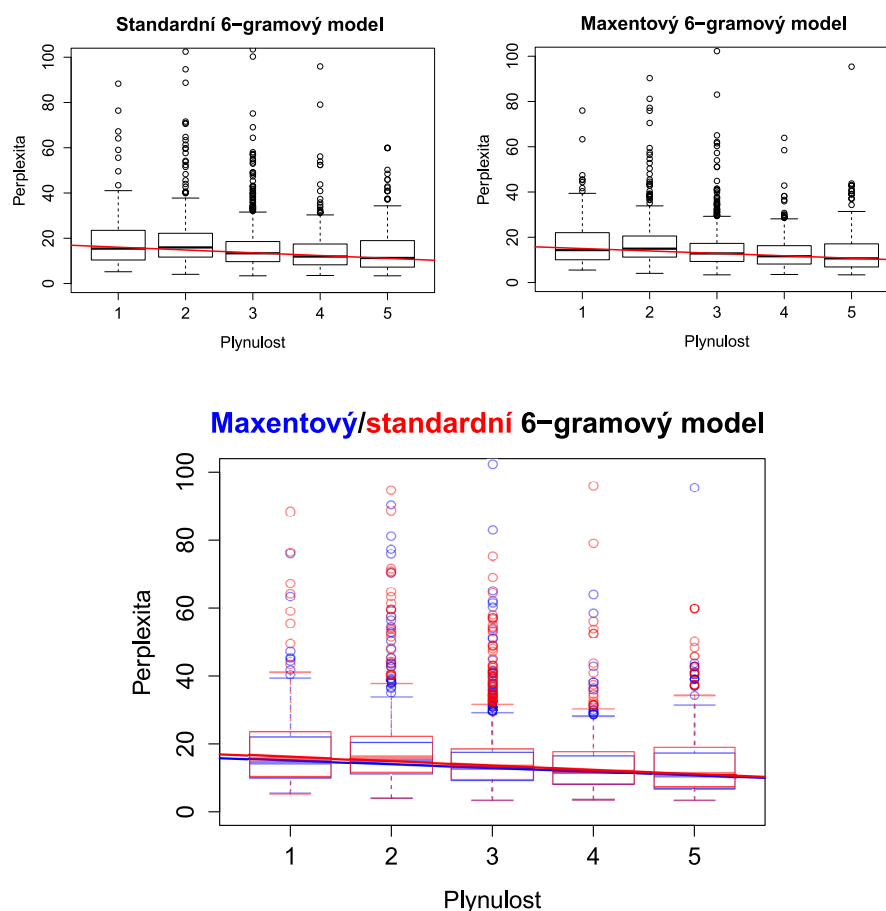 Standardní 6−gramový model
Perplexita
0 20 40 60 80 100
1 2 3 4 5
Plynulost
Maxentový 6−gramový model
Perplexita
0 20 40 60 80 100
1 2 3 4 5
Plynulost
Maxentový/standardní 6−gramový model
Perplexita
0 20 40 60 80 100
1 2 3 4 5
Plynulost